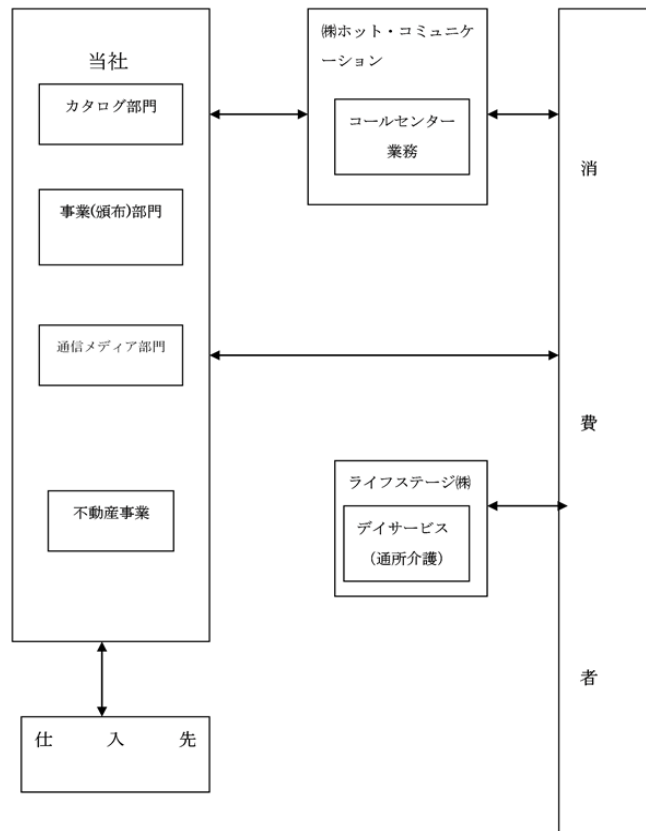 当社
カタログ部門
事業(頒布)部門
通信メディア部門
不動産事業
仕 入 先
㈱ホット・コミュニケ
ーション
コールセンター
業務
ライフステージ㈱
デイサービス
（通所介護）
消
費
者